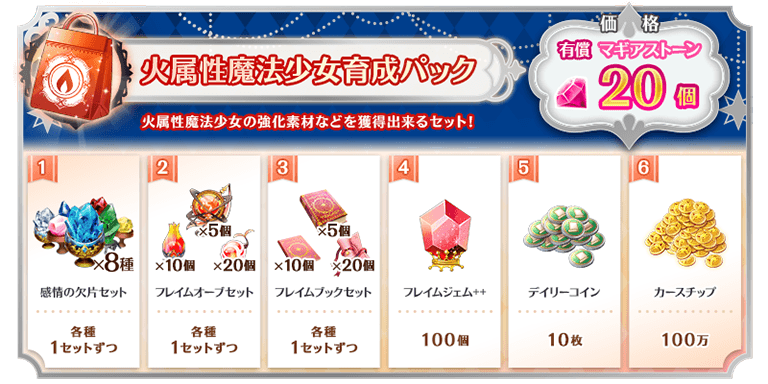 価格
火属性魔法少女育成パック
有償 マギアストーン
20個
火属性魔法少女の強化素材などを獲得出来るセット!
1
×8種
感情の欠片セット
各種
1セットずつ
2
×5個
×10個 ×20個
フレイムオーブセット
各種
1セットずつ
3
×5個
×10個 ×20個
フレイムブックセット
各種
1セットずつ
4
フレイムジェム++
100個
5
デイリーコイン
10枚
6
カースチップ
100万